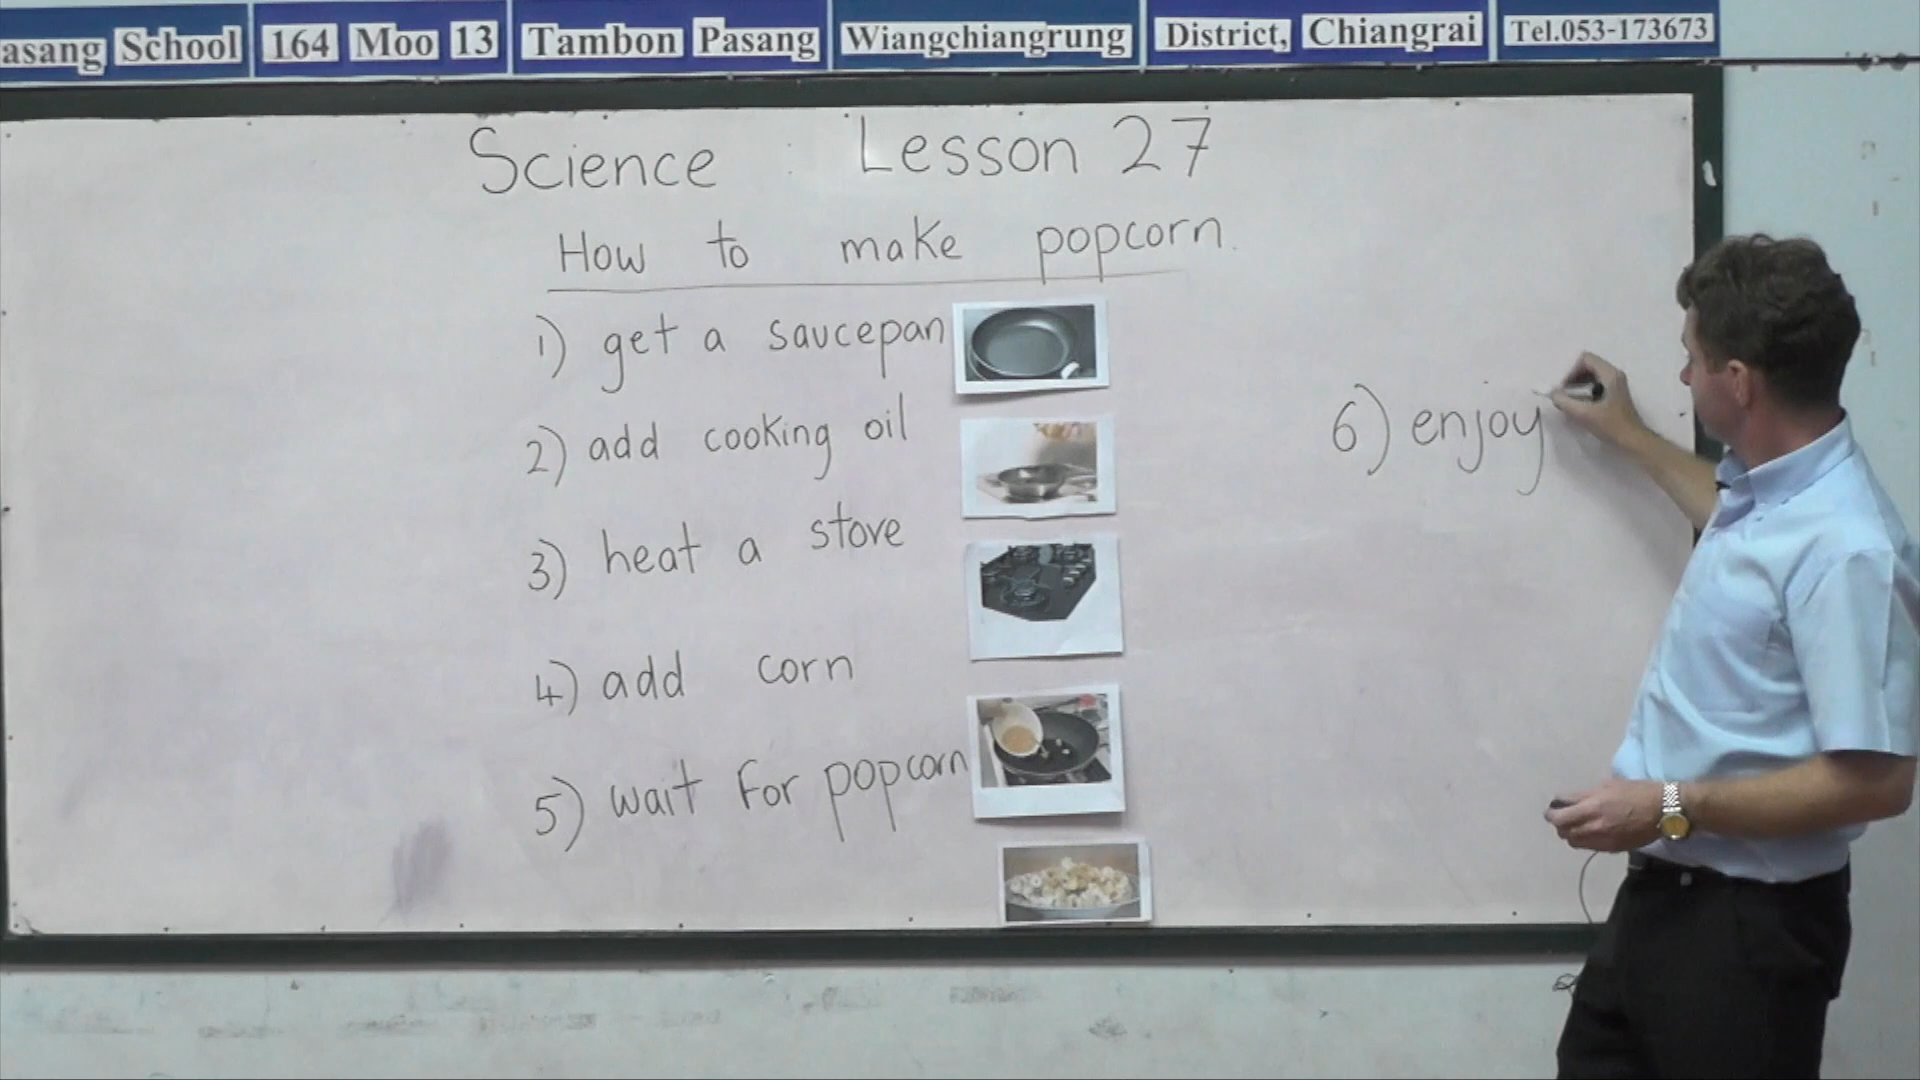 asang School 164 Moo 13 Tambon Pasang Wiangchiangrung District, Chiangrai Tel.053-173673
Science : Lesson 27
How to make popcorn.
1) get a saucepan
2) add cooking oil
3) heat a stove
4) add corn
5) wait for popcorn
6) enjoy